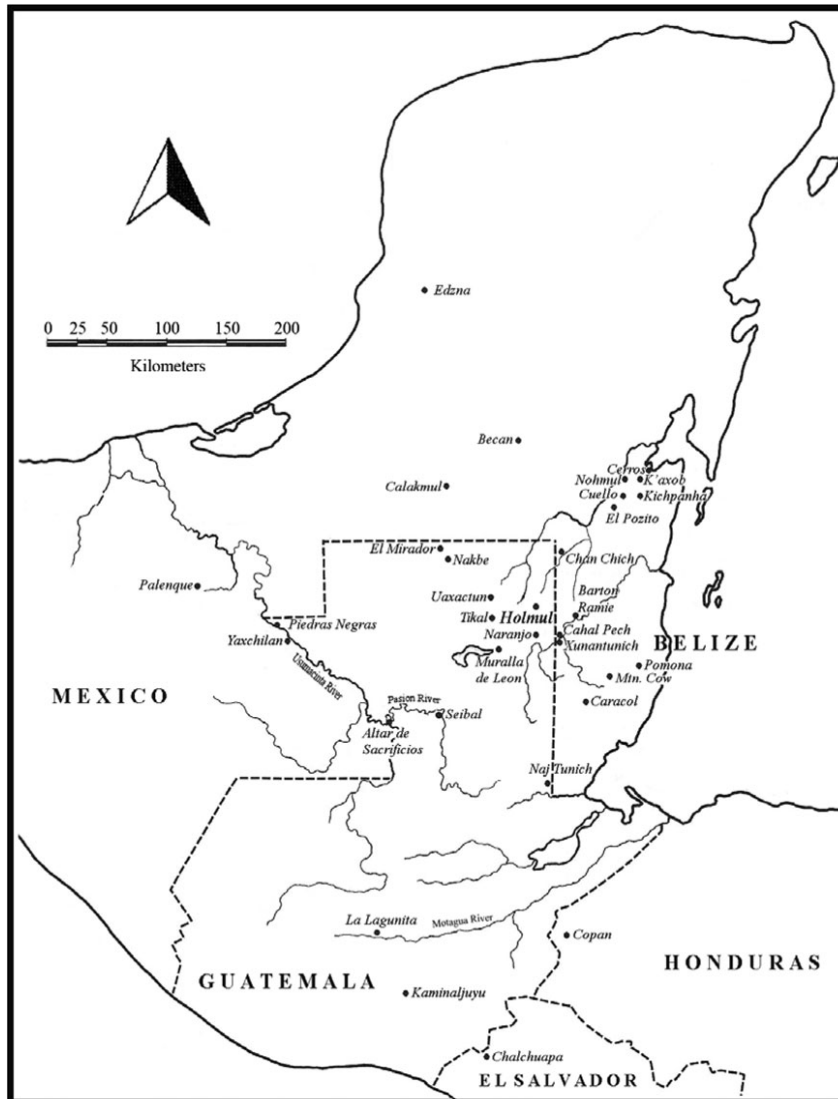 Edzna
0 25 50 100 150 200
Kilometers
Becan
Cerros
Calakmul
Nohmul
K'axob
Cuello
Kichpanha
El Pozito
El Mirador
Nakbe
Chan Chich
Palenque
Uaxactun
Barton
Ramie
Holmul
Tikal
Piedras Negras
Naranjo
Cahal Pech
Yaxchilan
Xunantunich
BELIZE
Muralla
de Leon
Usumacinta River
Pomona
Mtn. Cow
MEXICO
Pasion River
Caracol
Seibal
Altar de
Sacrificios
Naj Tunich
La Lagunita
Motagua River
Copan
HONDURAS
GUATEMALA
Kaminaljuyu
Chalchuapa
EL SALVADOR